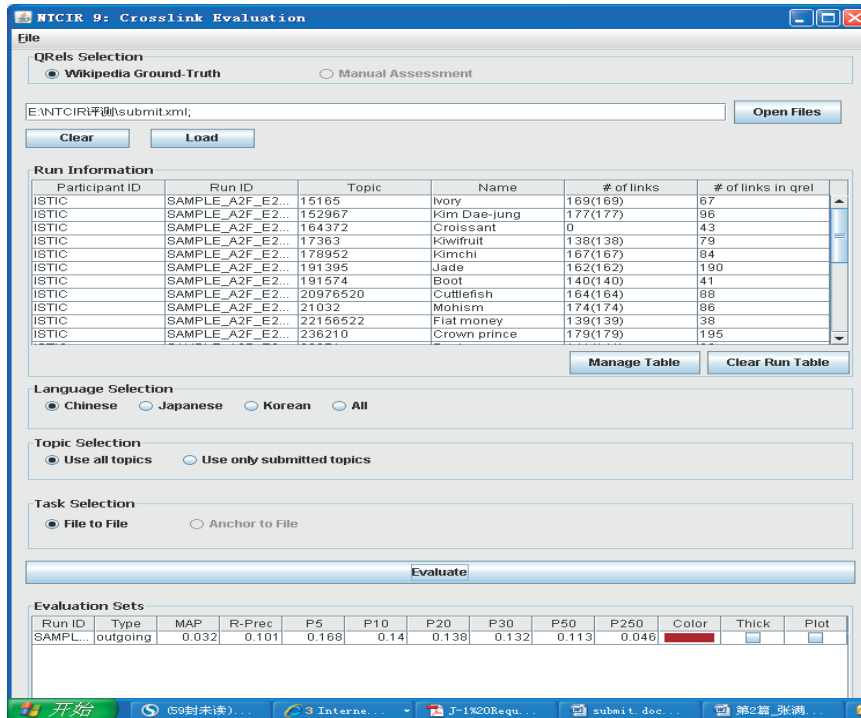 NTCIR 9: Crosslink Evaluation
File
QRels Selection
Wikipedia Ground-Truth Manual Assessment
E:\NTCIR\评测\submit.xml; Open Files
Clear Load
Run Information
Participant ID Run ID Topic Name # of links # of links in qrel
ISTIC SAMPLE_A2F_E2... 15165 Ivory 169(169) 67
ISTIC SAMPLE_A2F_E2... 152967 Kim Dae-jung 177(177) 96
ISTIC SAMPLE_A2F_E2... 164372 Croissant 0 43
ISTIC SAMPLE_A2F_E2... 17363 Kiwifruit 138(138) 79
ISTIC SAMPLE_A2F_E2... 178952 Kimchi 167(167) 84
ISTIC SAMPLE_A2F_E2... 191395 Jade 162(162) 190
ISTIC SAMPLE_A2F_E2... 191574 Boot 140(140) 41
ISTIC SAMPLE_A2F_E2... 20976520 Cuttlefish 164(164) 88
ISTIC SAMPLE_A2F_E2... 21032 Mohism 174(174) 86
ISTIC SAMPLE_A2F_E2... 22156522 Fiat money 139(139) 38
ISTIC SAMPLE_A2F_E2... 236210 Crown prince 179(179) 195
Manage Table Clear Run Table
Language Selection
Chinese Japanese Korean All
Topic Selection
Use all topics Use only submitted topics
Task Selection
File to File Anchor to File
Evaluate
Evaluation Sets
Run ID Type MAP R-Prec P5 P10 P20 P30 P50 P250 Color Thick Plot
SAMPL... outgoing 0.032 0.101 0.168 0.14 0.138 0.132 0.113 0.046
开始 (59封未读)... 3 Interne... J-1%20Requ... submit.doc... 第2篇_张满...